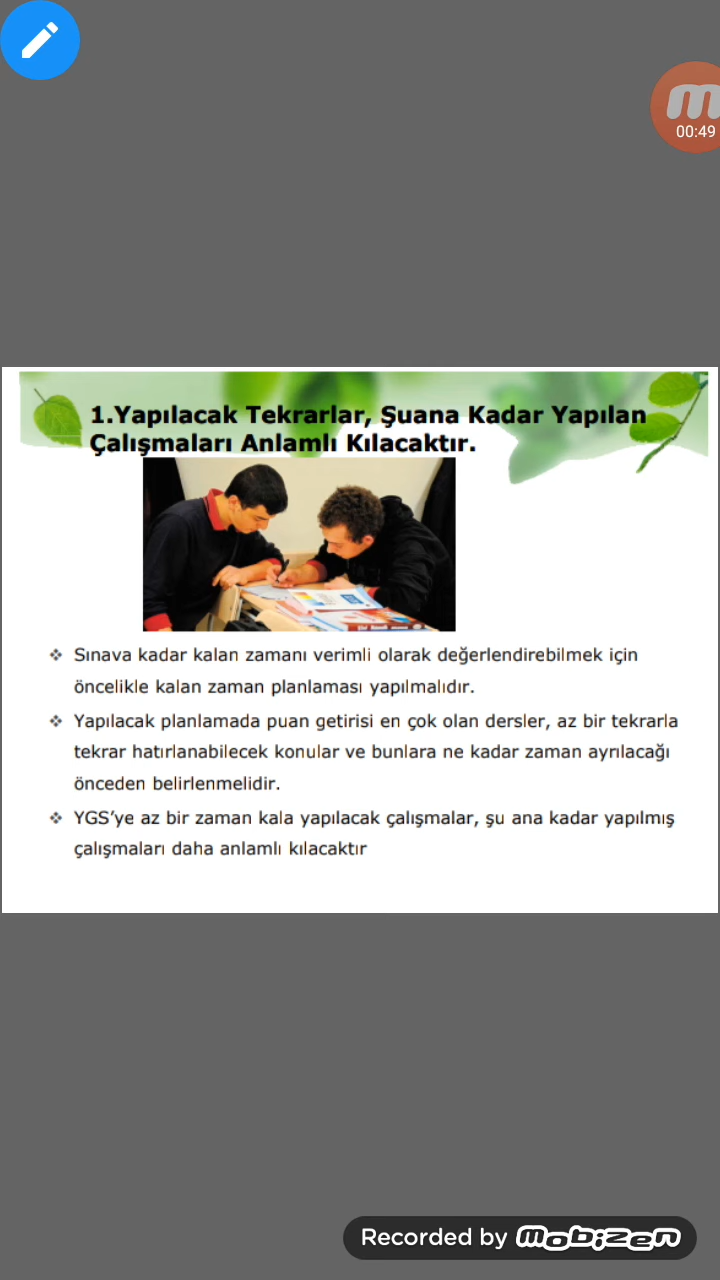 m
00:49
1.Yapılacak Tekrarlar, Şuana Kadar Yapılan
Çalışmaları Anlamlı Kılacaktır.
❖ Sınava kadar kalan zamanı verimli olarak değerlendirebilmek için
öncelikle kalan zaman planlaması yapılmalıdır.
❖ Yapılacak planlamada puan getirisi en çok olan dersler, az bir tekrarla
tekrar hatırlanabilecek konular ve bunlara ne kadar zaman ayrılacağı
önceden belirlenmelidir.
❖ YGS’ye az bir zaman kala yapılacak çalışmalar, şu ana kadar yapılmış
çalışmaları daha anlamlı kılacaktır
Recorded by mobizen